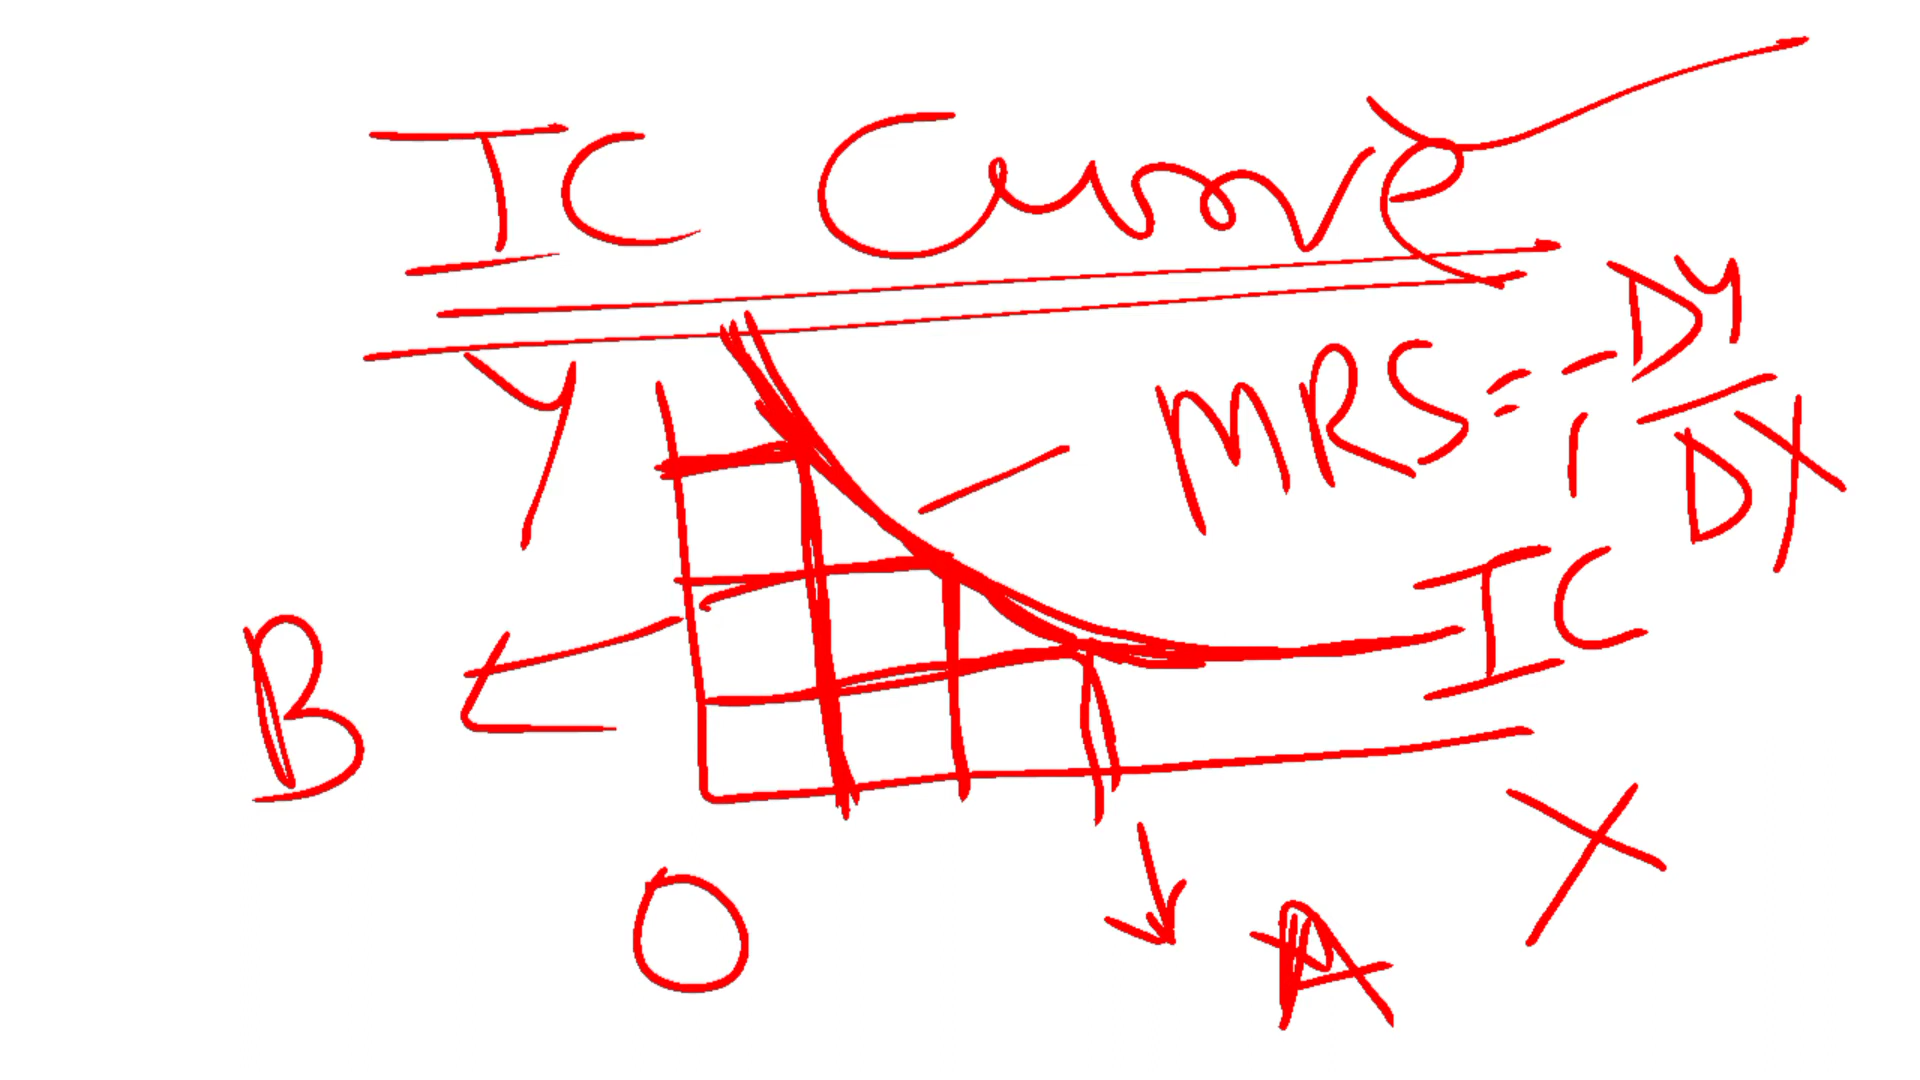 IC Curve
Y
MRS = - DY
DX
IC
B
X
O
A